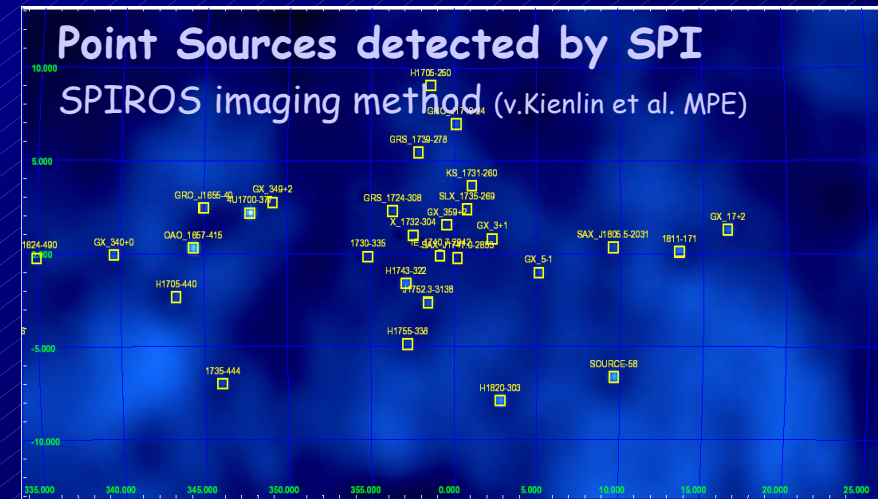 Point Sources detected by SPI
SPIROS imaging method (v.Kienlin et al. MPE)
10.000
H1705-250
GRS_1739-278
5.000
KS_1731-260
GRO_J1655-40
4U1700-377
GX_349+2
GRS_1724-308
SLX_1735-269
GX_359+2
X_1732-304
GX_3+1
GX_17+2
1624-490
GX_340+0
OAO_1657-415
1730-335
SAX_J1805.5-2031
1811-171
GX_5-1
H1705-440
H1743-322
J1752.3-3138
H1755-338
-5.000
1735-444
SOURCE-58
H1820-303
-10.000
335.000 340.000 345.000 350.000 355.000 0.000 5.000 10.000 15.000 20.000 25.000